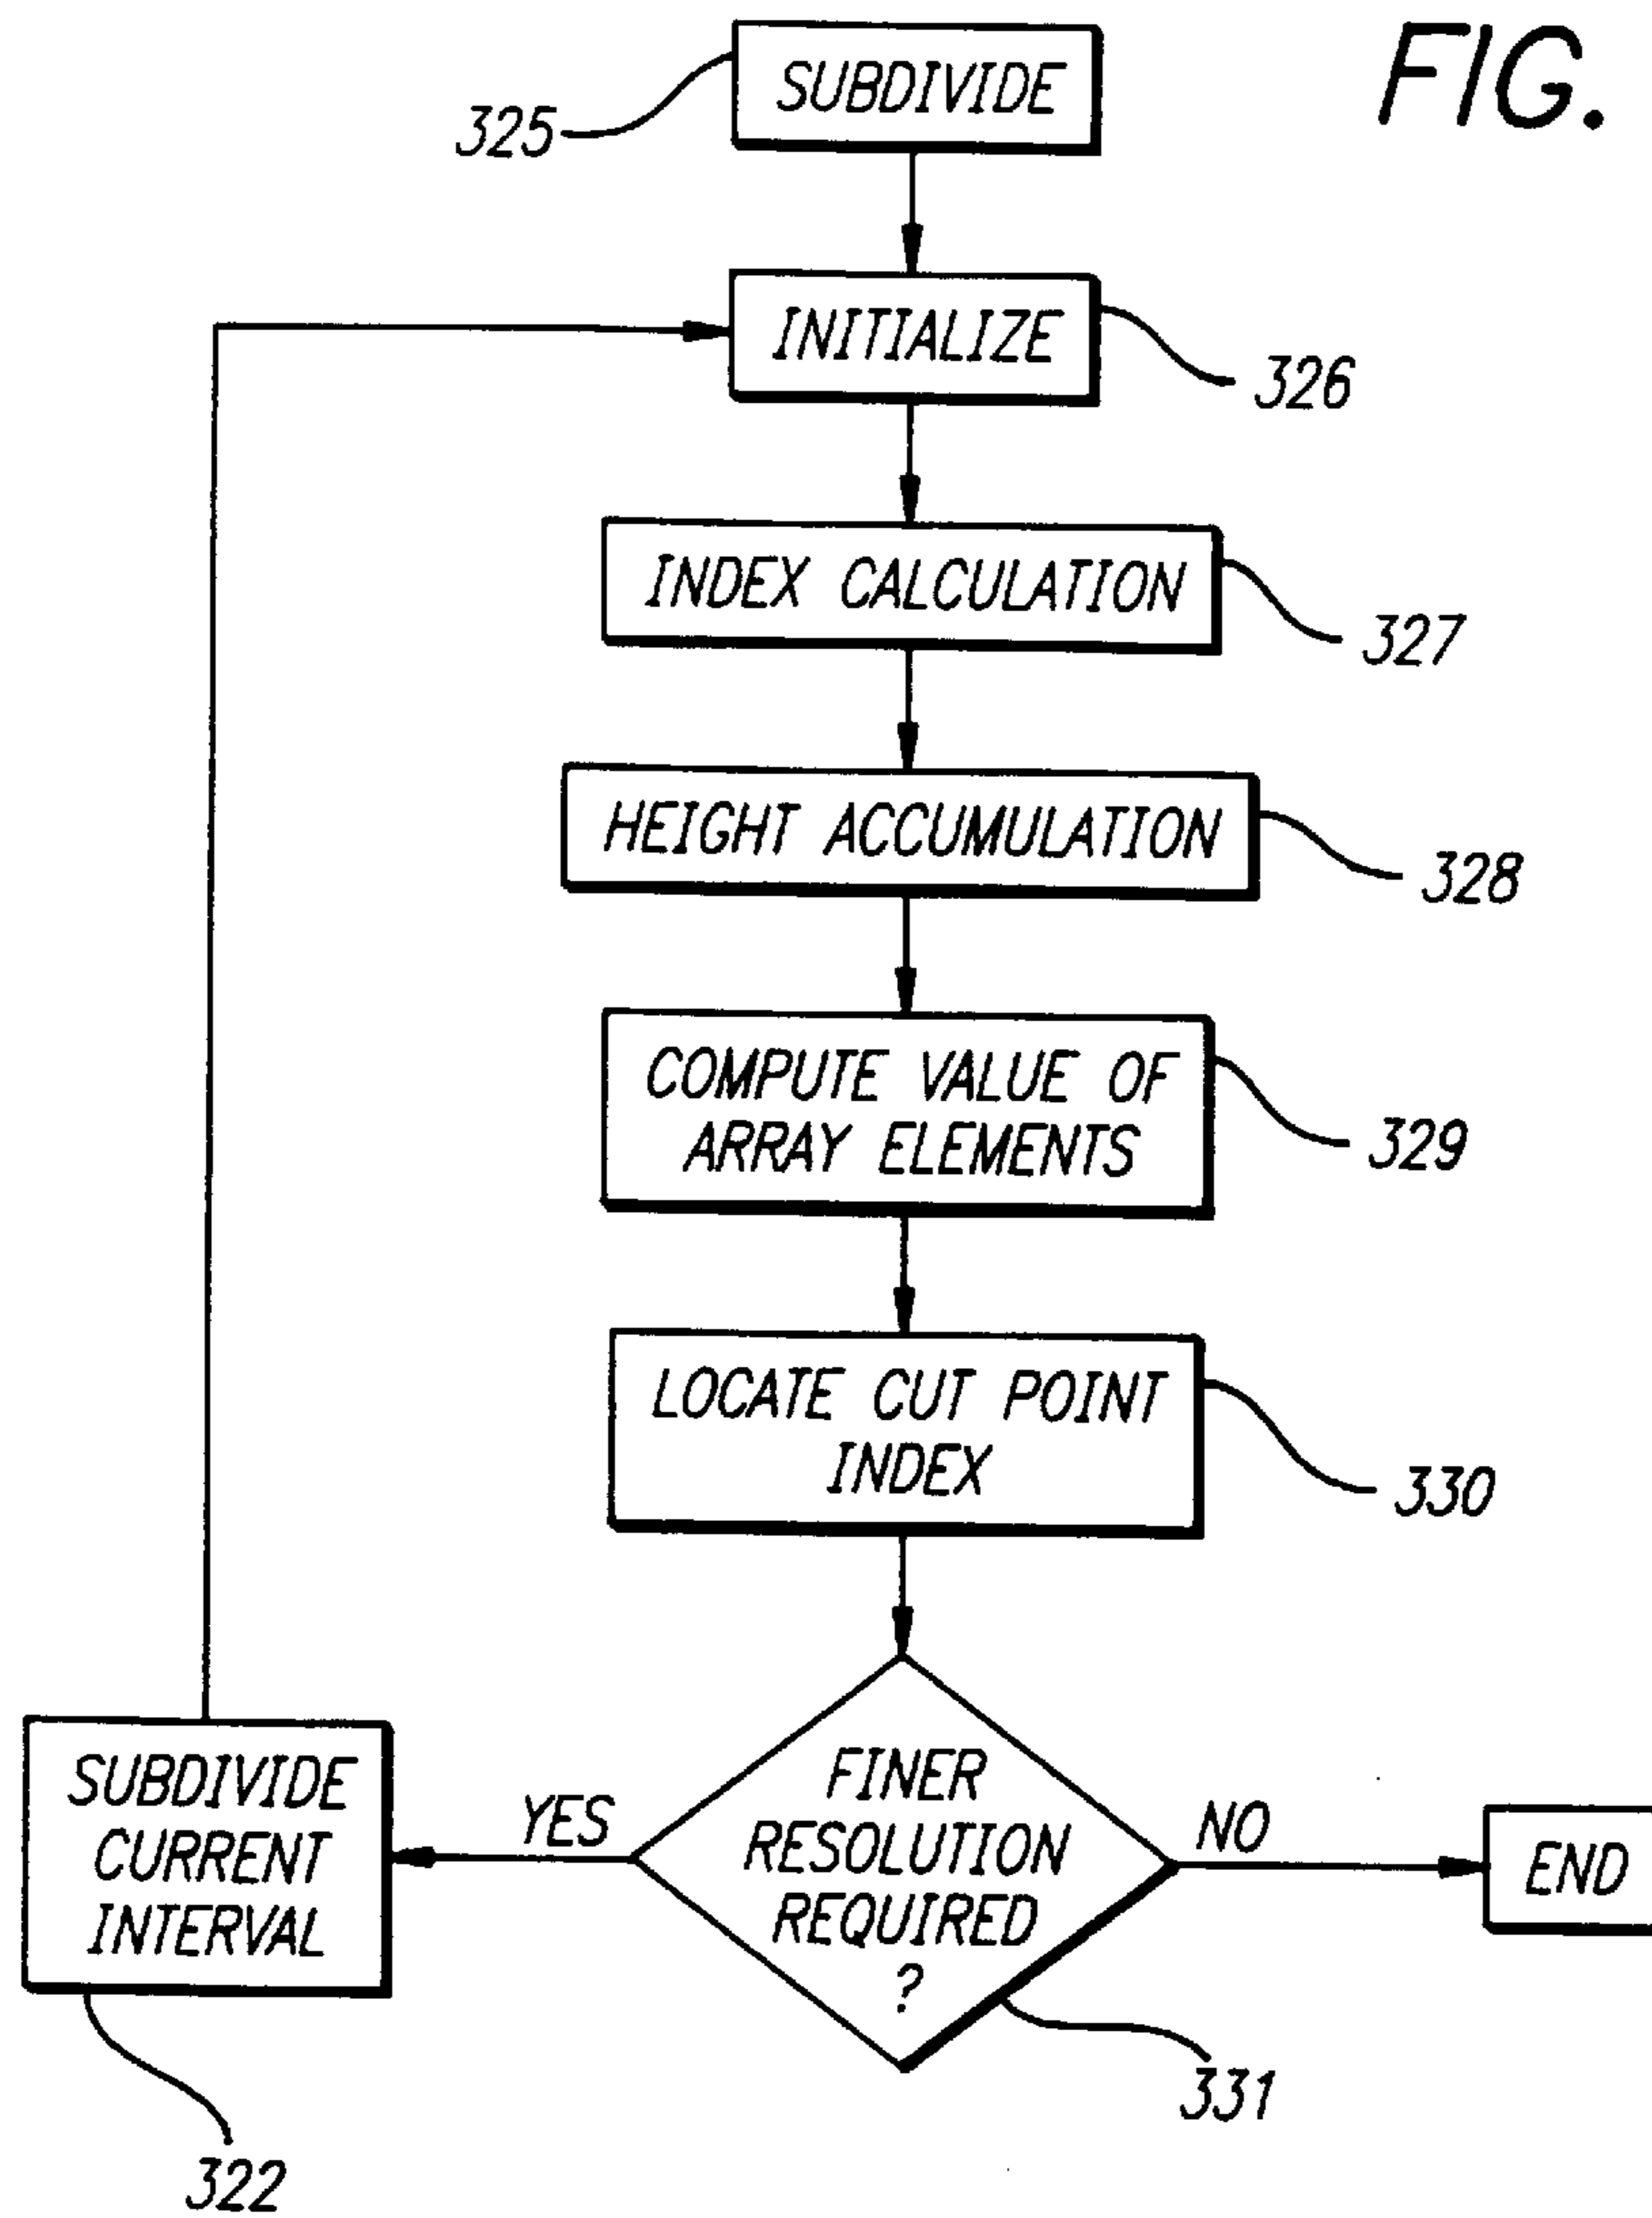 FIG.
SUBDIVIDE
325
INITIALIZE
326
INDEX CALCULATION
327
HEIGHT ACCUMULATION
328
COMPUTE VALUE OF
ARRAY ELEMENTS
329
LOCATE CUT POINT
INDEX
330
FINER
RESOLUTION
REQUIRED
?
331
YES
NO
END
SUBDIVIDE
CURRENT
INTERVAL
322